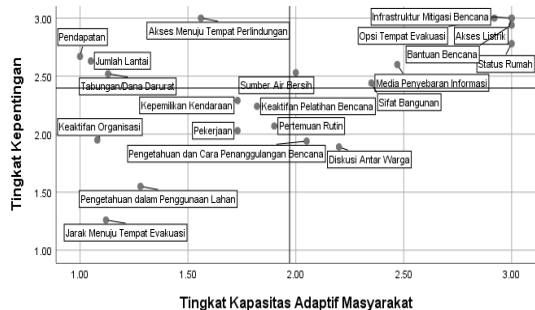 Tingkat Kepentingan
3.00
2.50
2.00
1.50
1.00
Akses Menuju Tempat Perlindungan
Infrastruktur Mitigasi Bencana
Pendapatan
Opsi Tempat Evakuasi
Akses Listrik
Jumlah Lantai
Bantuan Bencana
Status Rumah
Tabungan/Dana Darurat
Sumber Air Bersih
Media Penyebaran Informasi
Kepemilikan Kendaraan
Keaktifan Pelatihan Bencana
Sifat Bangunan
Keaktifan Organisasi
Pekerjaan
Pertemuan Rutin
Pengetahuan dan Cara Penanggulangan Bencana
Diskusi Antar Warga
Pengetahuan dalam Penggunaan Lahan
Jarak Menuju Tempat Evakuasi
1.00
1.50
2.00
2.50
3.00
Tingkat Kapasitas Adaptif Masyarakat